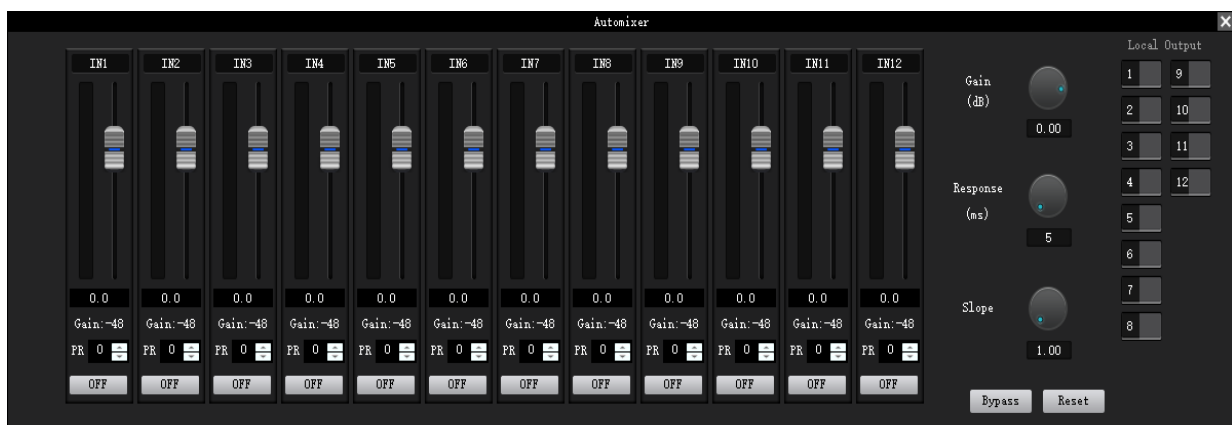 Automixer
X
IN1 IN2 IN3 IN4 IN5 IN6 IN7 IN8 IN9 IN10 IN11 IN12
0.0 0.0 0.0 0.0 0.0 0.0 0.0 0.0 0.0 0.0 0.0 0.0
Gain:-48 Gain:-48 Gain:-48 Gain:-48 Gain:-48 Gain:-48 Gain:-48 Gain:-48 Gain:-48 Gain:-48 Gain:-48 Gain:-48
PR 0 PR 0 PR 0 PR 0 PR 0 PR 0 PR 0 PR 0 PR 0 PR 0 PR 0 PR 0
OFF OFF OFF OFF OFF OFF OFF OFF OFF OFF OFF OFF
Gain
(dB)
0.00
Response
(ms)
5
Slope
1.00
Bypass Reset
Local Output
1 9
2 10
3 11
4 12
5
6
7
8